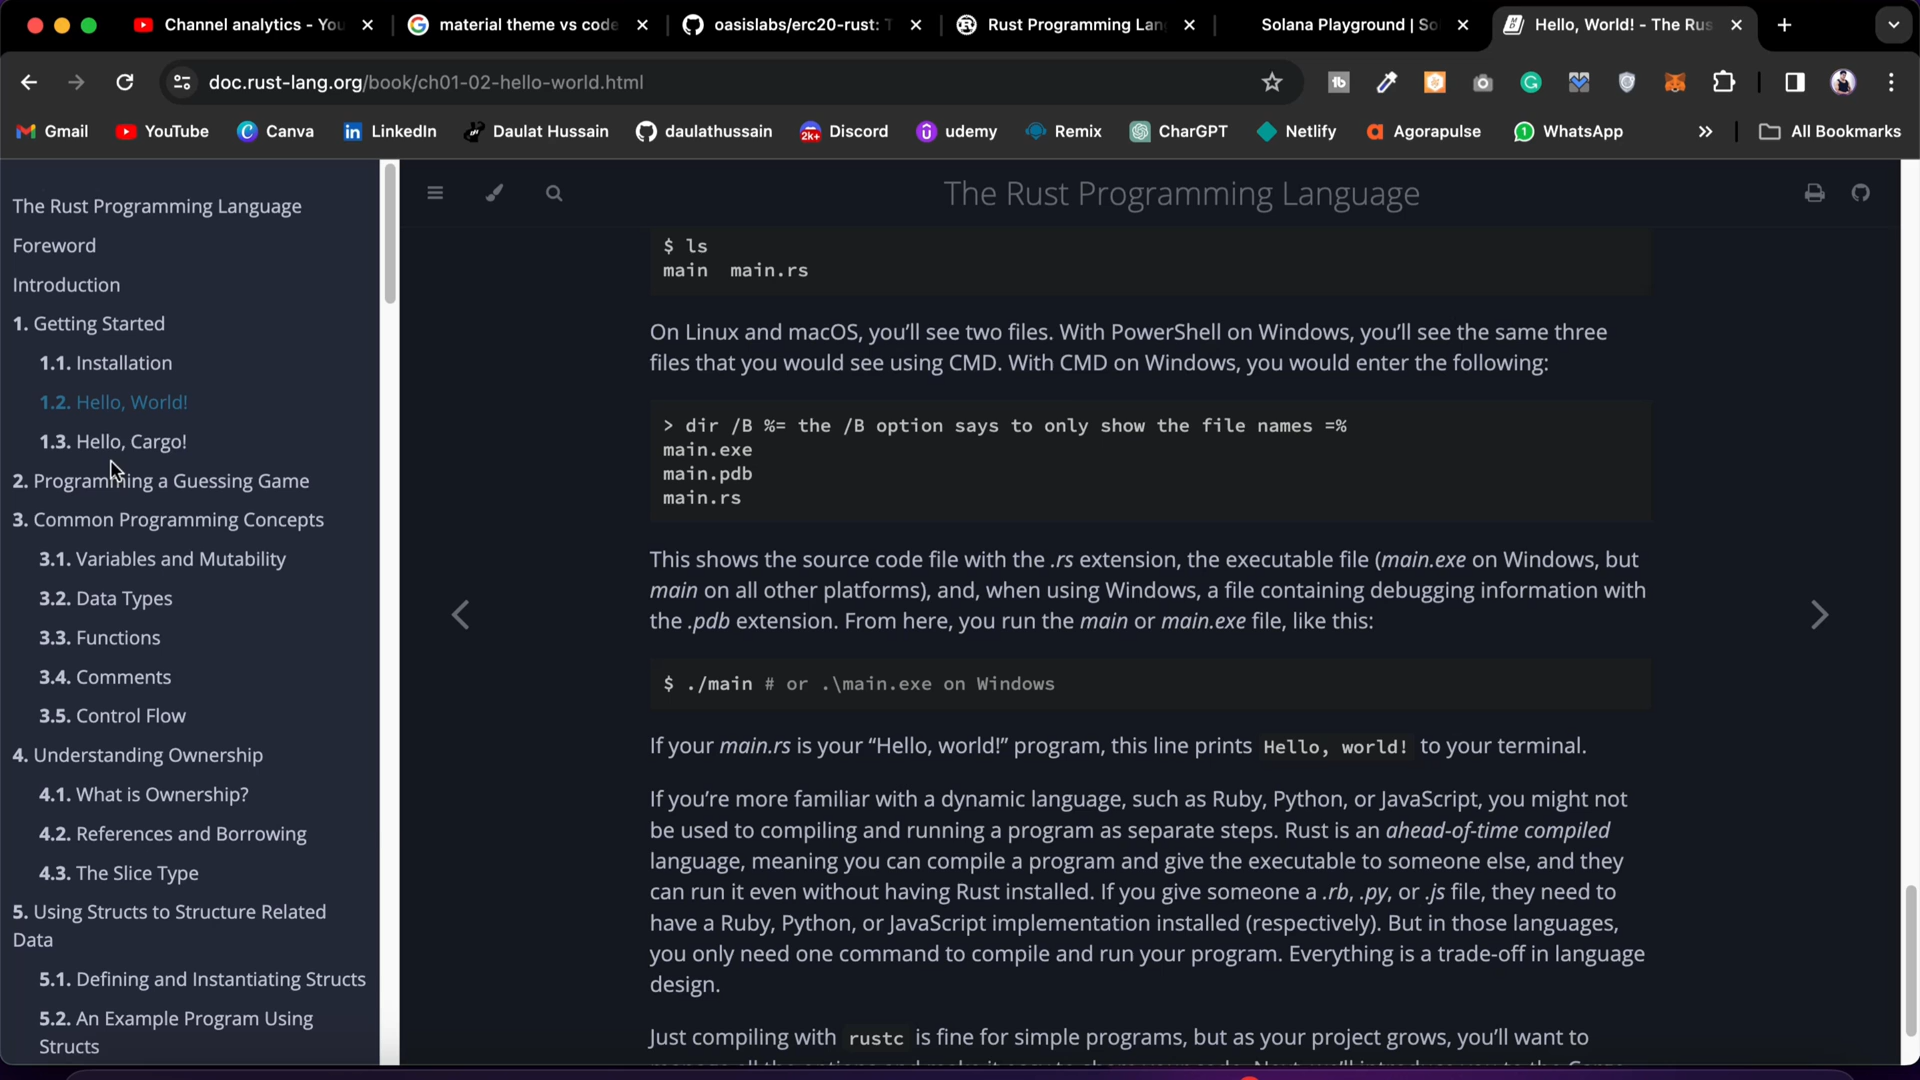 Channel analytics - You
material theme vs code
oasislabs/erc20-rust: T
Rust Programming Lan
Solana Playground | So
Hello, World! - The Rus
doc.rust-lang.org/book/ch01-02-hello-world.html
Gmail
YouTube
Canva
LinkedIn
Daulat Hussain
daulathussain
2K+
Discord
udemy
Remix
CharGPT
Netlify
Agorapulse
WhatsApp
All Bookmarks
The Rust Programming Language
Foreword
Introduction
1. Getting Started
1.1. Installation
1.2. Hello, World!
1.3. Hello, Cargo!
2. Programming a Guessing Game
3. Common Programming Concepts
3.1. Variables and Mutability
3.2. Data Types
3.3. Functions
3.4. Comments
3.5. Control Flow
4. Understanding Ownership
4.1. What is Ownership?
4.2. References and Borrowing
4.3. The Slice Type
5. Using Structs to Structure Related
Data
5.1. Defining and Instantiating Structs
5.2. An Example Program Using
Structs
The Rust Programming Language
$ ls
main  main.rs
On Linux and macOS, you’ll see two files. With PowerShell on Windows, you’ll see the same three
files that you would see using CMD. With CMD on Windows, you would enter the following:
> dir /B %= the /B option says to only show the file names =%
main.exe
main.pdb
main.rs
This shows the source code file with the .rs extension, the executable file (main.exe on Windows, but
main on all other platforms), and, when using Windows, a file containing debugging information with
the .pdb extension. From here, you run the main or main.exe file, like this:
$ ./main # or .\main.exe on Windows
If your main.rs is your “Hello, world!” program, this line prints Hello, world! to your terminal.
If you’re more familiar with a dynamic language, such as Ruby, Python, or JavaScript, you might not
be used to compiling and running a program as separate steps. Rust is an ahead-of-time compiled
language, meaning you can compile a program and give the executable to someone else, and they
can run it even without having Rust installed. If you give someone a .rb, .py, or .js file, they need to
have a Ruby, Python, or JavaScript implementation installed (respectively). But in those languages,
you only need one command to compile and run your program. Everything is a trade-off in language
design.
Just compiling with rustc is fine for simple programs, but as your project grows, you’ll want to